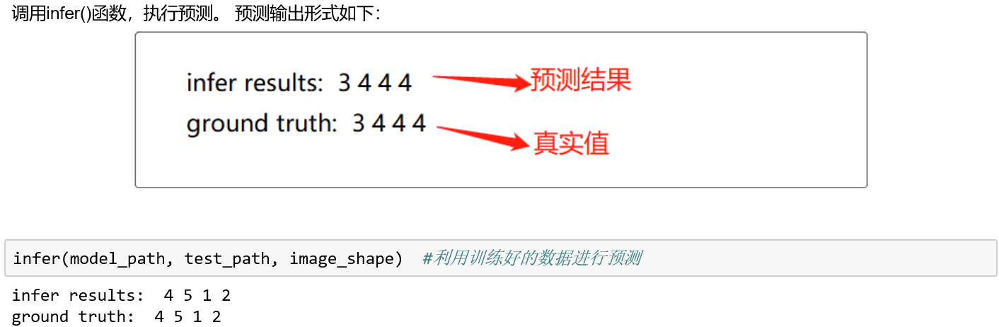 调用infer()函数，执行预测。 预测输出形式如下：
infer results: 3 4 4 4 预测结果
ground truth: 3 4 4 4 真实值
infer(model_path, test_path, image_shape) #利用训练好的数据进行预测
infer results: 4 5 1 2
ground truth: 4 5 1 2